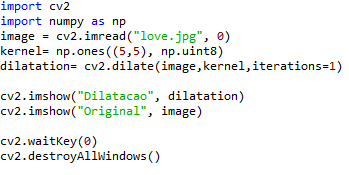 import cv2
import numpy as np
image = cv2.imread("love.jpg", 0)
kernel= np.ones((5,5), np.uint8)
dilatation= cv2.dilate(image,kernel,iterations=1)
cv2.imshow("Dilatacao", dilatation)
cv2.imshow("Original", image)
cv2.waitKey(0)
cv2.destroyAllWindows()